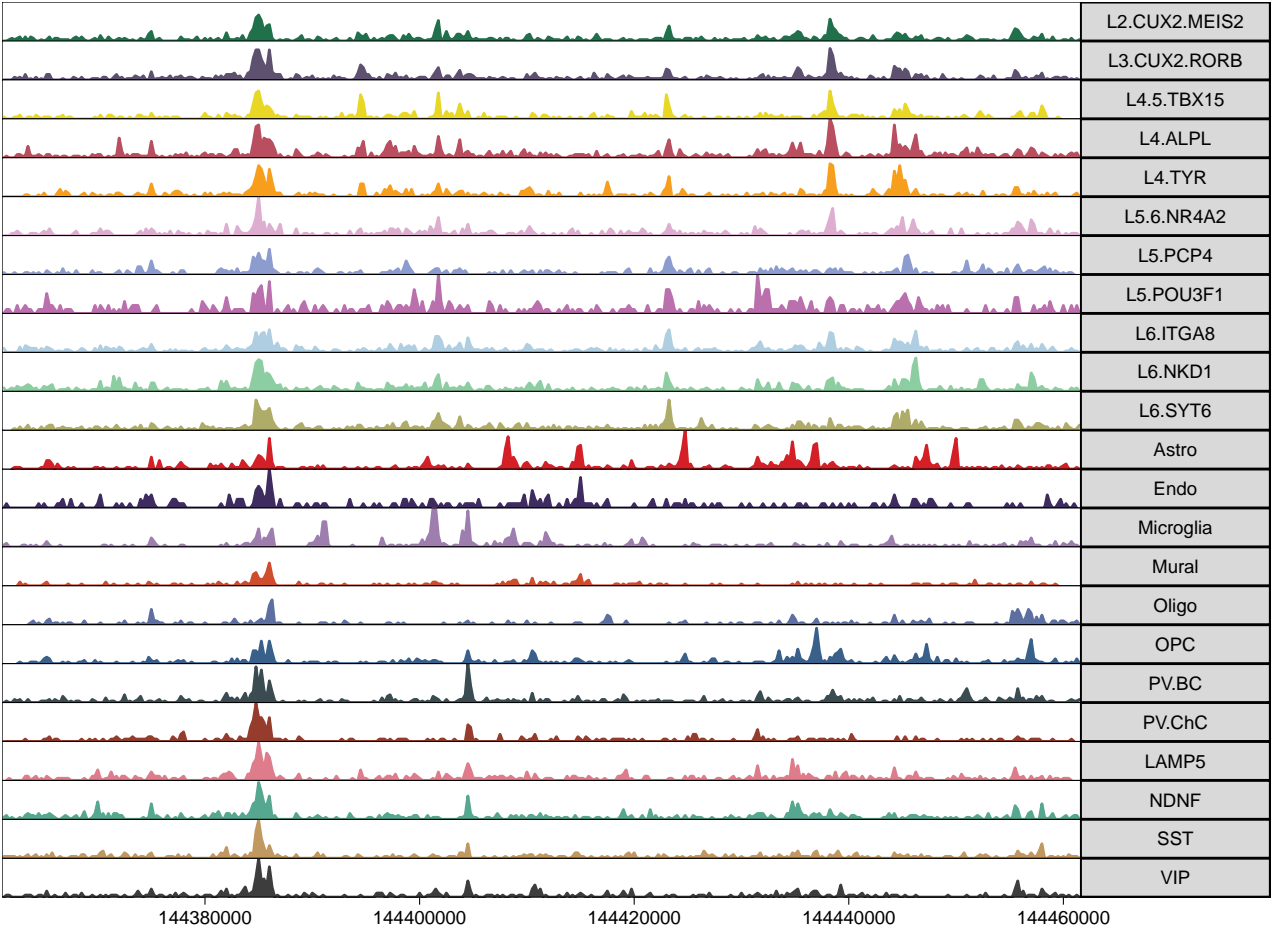 L2.CUX2.MEIS2
L3.CUX2.RORB
L4.5.TBX15
L4.ALPL
L4.TYR
L5.6.NR4A2
L5.PCP4
L5.POU3F1
L6.ITGA8
L6.NKD1
L6.SYT6
Astro
Endo
Microglia
Mural
Oligo
OPC
PV.BC
PV.ChC
LAMP5
NDNF
SST
VIP
144380000 144400000 144420000 144440000 144460000